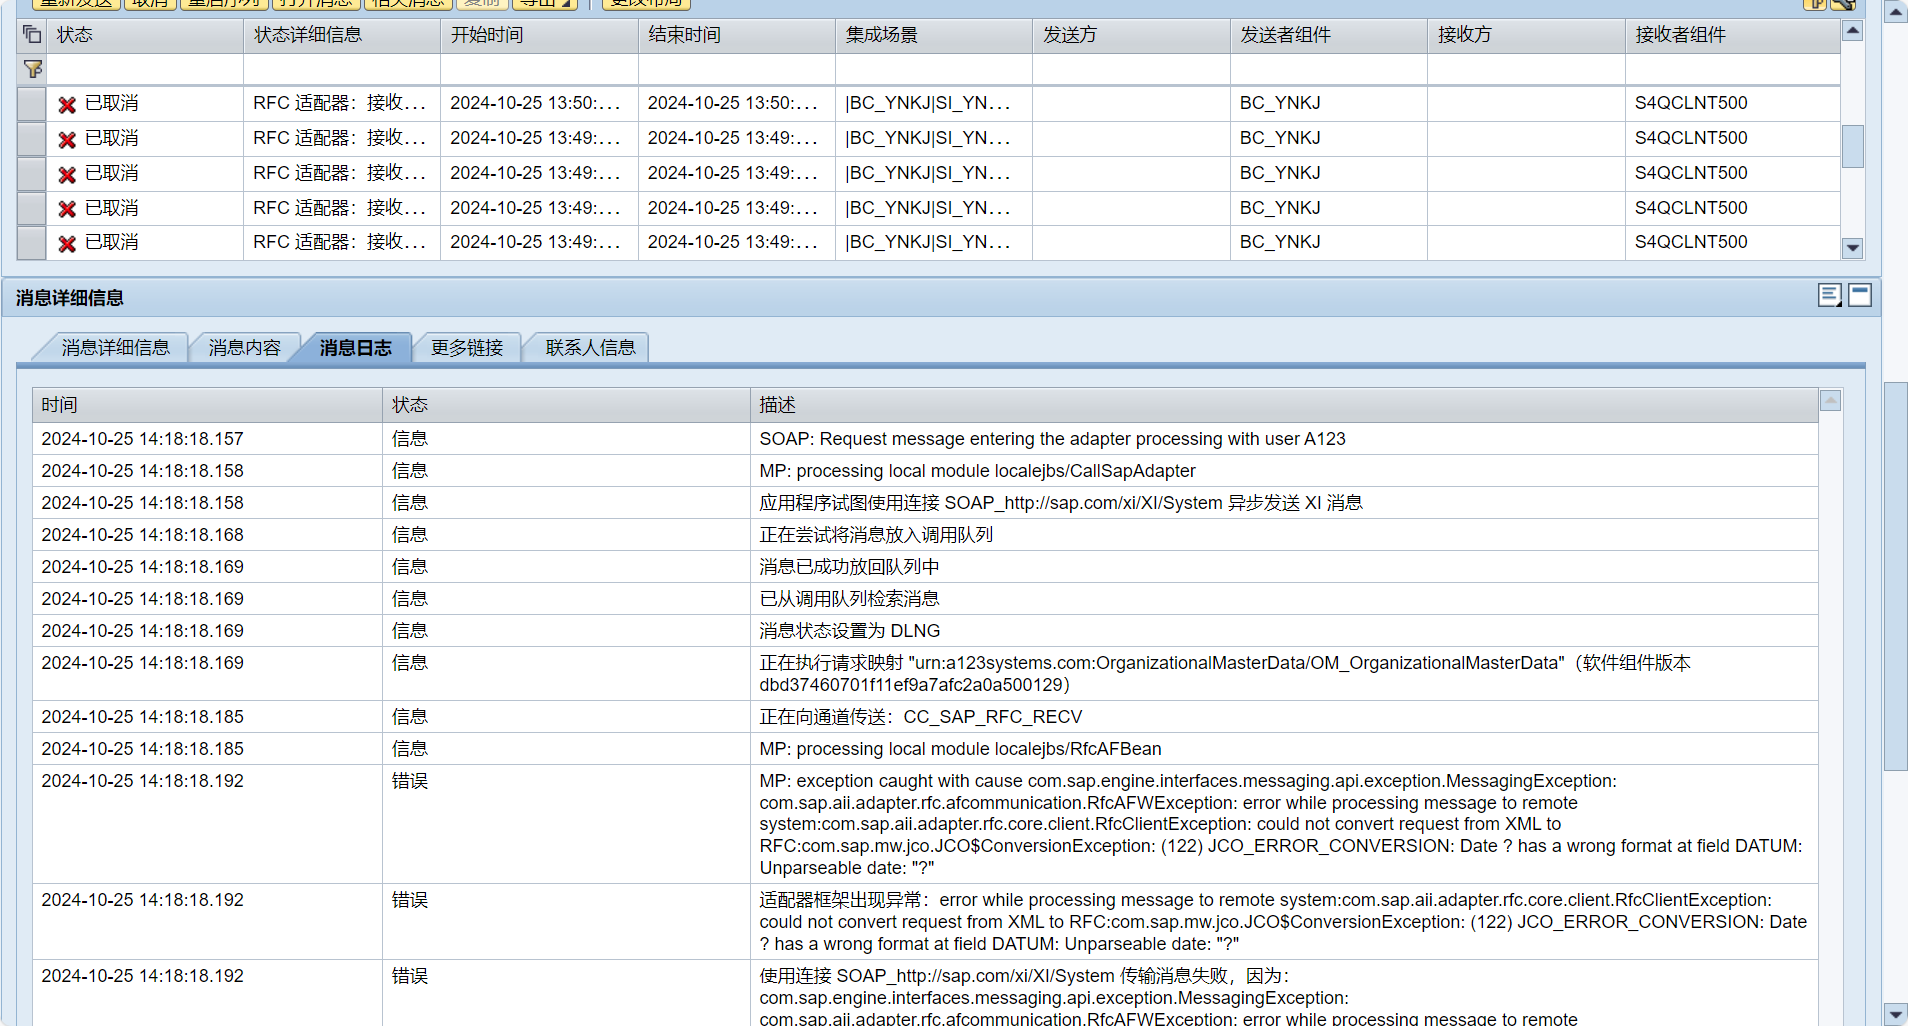 重新发送 取消 重启序列 打开消息 相关消息 复制 导出 更改布局
状态 状态详细信息 开始时间 结束时间 集成场景 发送方 发送者组件 接收方 接收者组件
已取消 RFC 适配器：接收... 2024-10-25 13:50:... 2024-10-25 13:50:... |BC_YNKJ|SI_YN... BC_YNKJ S4QCLNT500
已取消 RFC 适配器：接收... 2024-10-25 13:49:... 2024-10-25 13:49:... |BC_YNKJ|SI_YN... BC_YNKJ S4QCLNT500
已取消 RFC 适配器：接收... 2024-10-25 13:49:... 2024-10-25 13:49:... |BC_YNKJ|SI_YN... BC_YNKJ S4QCLNT500
已取消 RFC 适配器：接收... 2024-10-25 13:49:... 2024-10-25 13:49:... |BC_YNKJ|SI_YN... BC_YNKJ S4QCLNT500
已取消 RFC 适配器：接收... 2024-10-25 13:49:... 2024-10-25 13:49:... |BC_YNKJ|SI_YN... BC_YNKJ S4QCLNT500
消息详细信息
消息详细信息 消息内容 消息日志 更多链接 联系人信息
时间 状态 描述
2024-10-25 14:18:18.157 信息 SOAP: Request message entering the adapter processing with user A123
2024-10-25 14:18:18.158 信息 MP: processing local module localejbs/CallSapAdapter
2024-10-25 14:18:18.158 信息 应用程序试图使用连接 SOAP_http://sap.com/xi/XI/System 异步发送 XI 消息
2024-10-25 14:18:18.168 信息 正在尝试将消息放入调用队列
2024-10-25 14:18:18.169 信息 消息已成功放回队列中
2024-10-25 14:18:18.169 信息 已从调用队列检索消息
2024-10-25 14:18:18.169 信息 消息状态设置为 DLNG
2024-10-25 14:18:18.169 信息 正在执行请求映射 "urn:a123systems.com:OrganizationalMasterData/OM_OrganizationalMasterData"（软件组件版本
dbd37460701f11ef9a7afc2a0a500129）
2024-10-25 14:18:18.185 信息 正在向通道传送：CC_SAP_RFC_RECV
2024-10-25 14:18:18.185 信息 MP: processing local module localejbs/RfcAFBean
2024-10-25 14:18:18.192 错误 MP: exception caught with cause com.sap.engine.interfaces.messaging.api.exception.MessagingException:
com.sap.aii.adapter.rfc.afcommunication.RfcAFWException: error while processing message to remote
system:com.sap.aii.adapter.rfc.core.client.RfcClientException: could not convert request from XML to
RFC:com.sap.mw.jco.JCO$ConversionException: (122) JCO_ERROR_CONVERSION: Date ? has a wrong format at field DATUM:
Unparseable date: "?"
2024-10-25 14:18:18.192 错误 适配器框架出现异常：error while processing message to remote system:com.sap.aii.adapter.rfc.core.client.RfcClientException:
could not convert request from XML to RFC:com.sap.mw.jco.JCO$ConversionException: (122) JCO_ERROR_CONVERSION: Date
? has a wrong format at field DATUM: Unparseable date: "?"
2024-10-25 14:18:18.192 错误 使用连接 SOAP_http://sap.com/xi/XI/System 传输消息失败，因为：
com.sap.engine.interfaces.messaging.api.exception.MessagingException:
com.sap.aii.adapter.rfc.afcommunication.RfcAFWException: error while processing message to remote